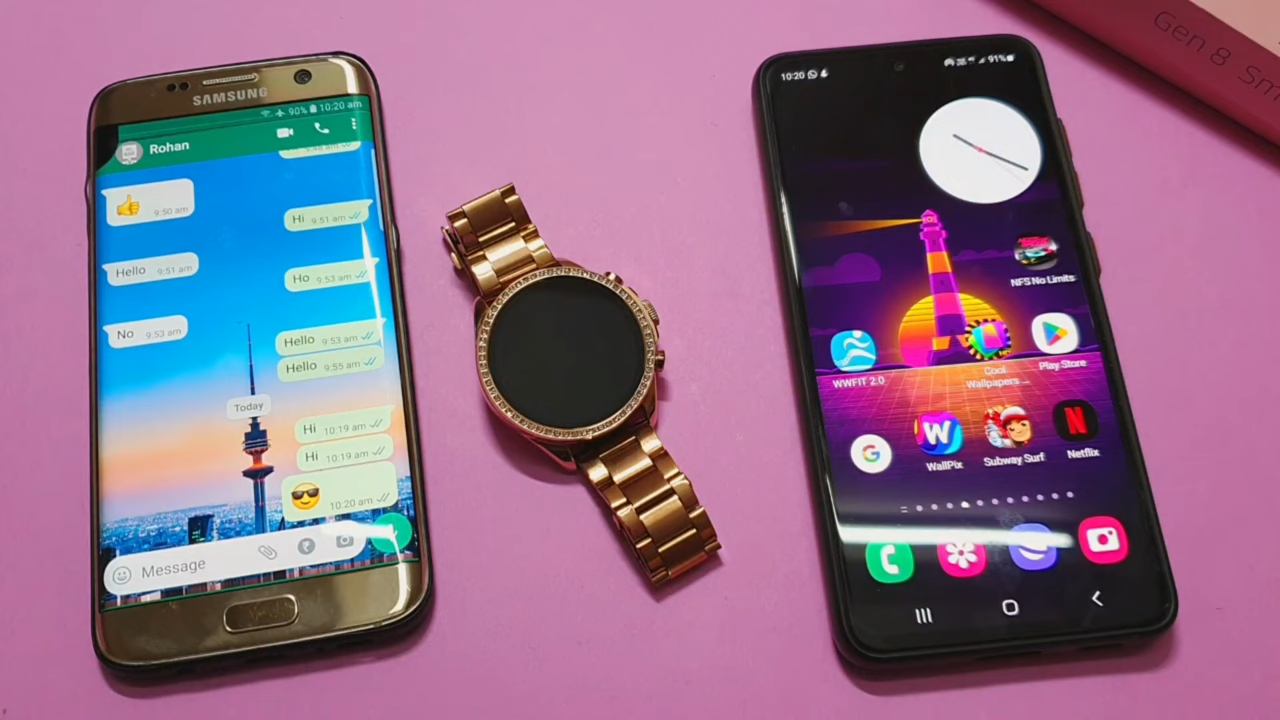 SAMSUNG
90% 10:20 am
Rohan
9:50 am
Hi 9:51 am
Hello 9:51 am
Ho 9:53 am
No 9:53 am
Hello 9:53 am
Hello 9:55 am
Today
Hi 10:19 am
Hi 10:19 am
10:20 am
Message
10:20 91%
NFS No Limits
WWFIT 2.0
Cool
Wallpapers ...
Play Store
G
W
N
WallPix
Subway Surf
Netflix
Gen 8 Sm